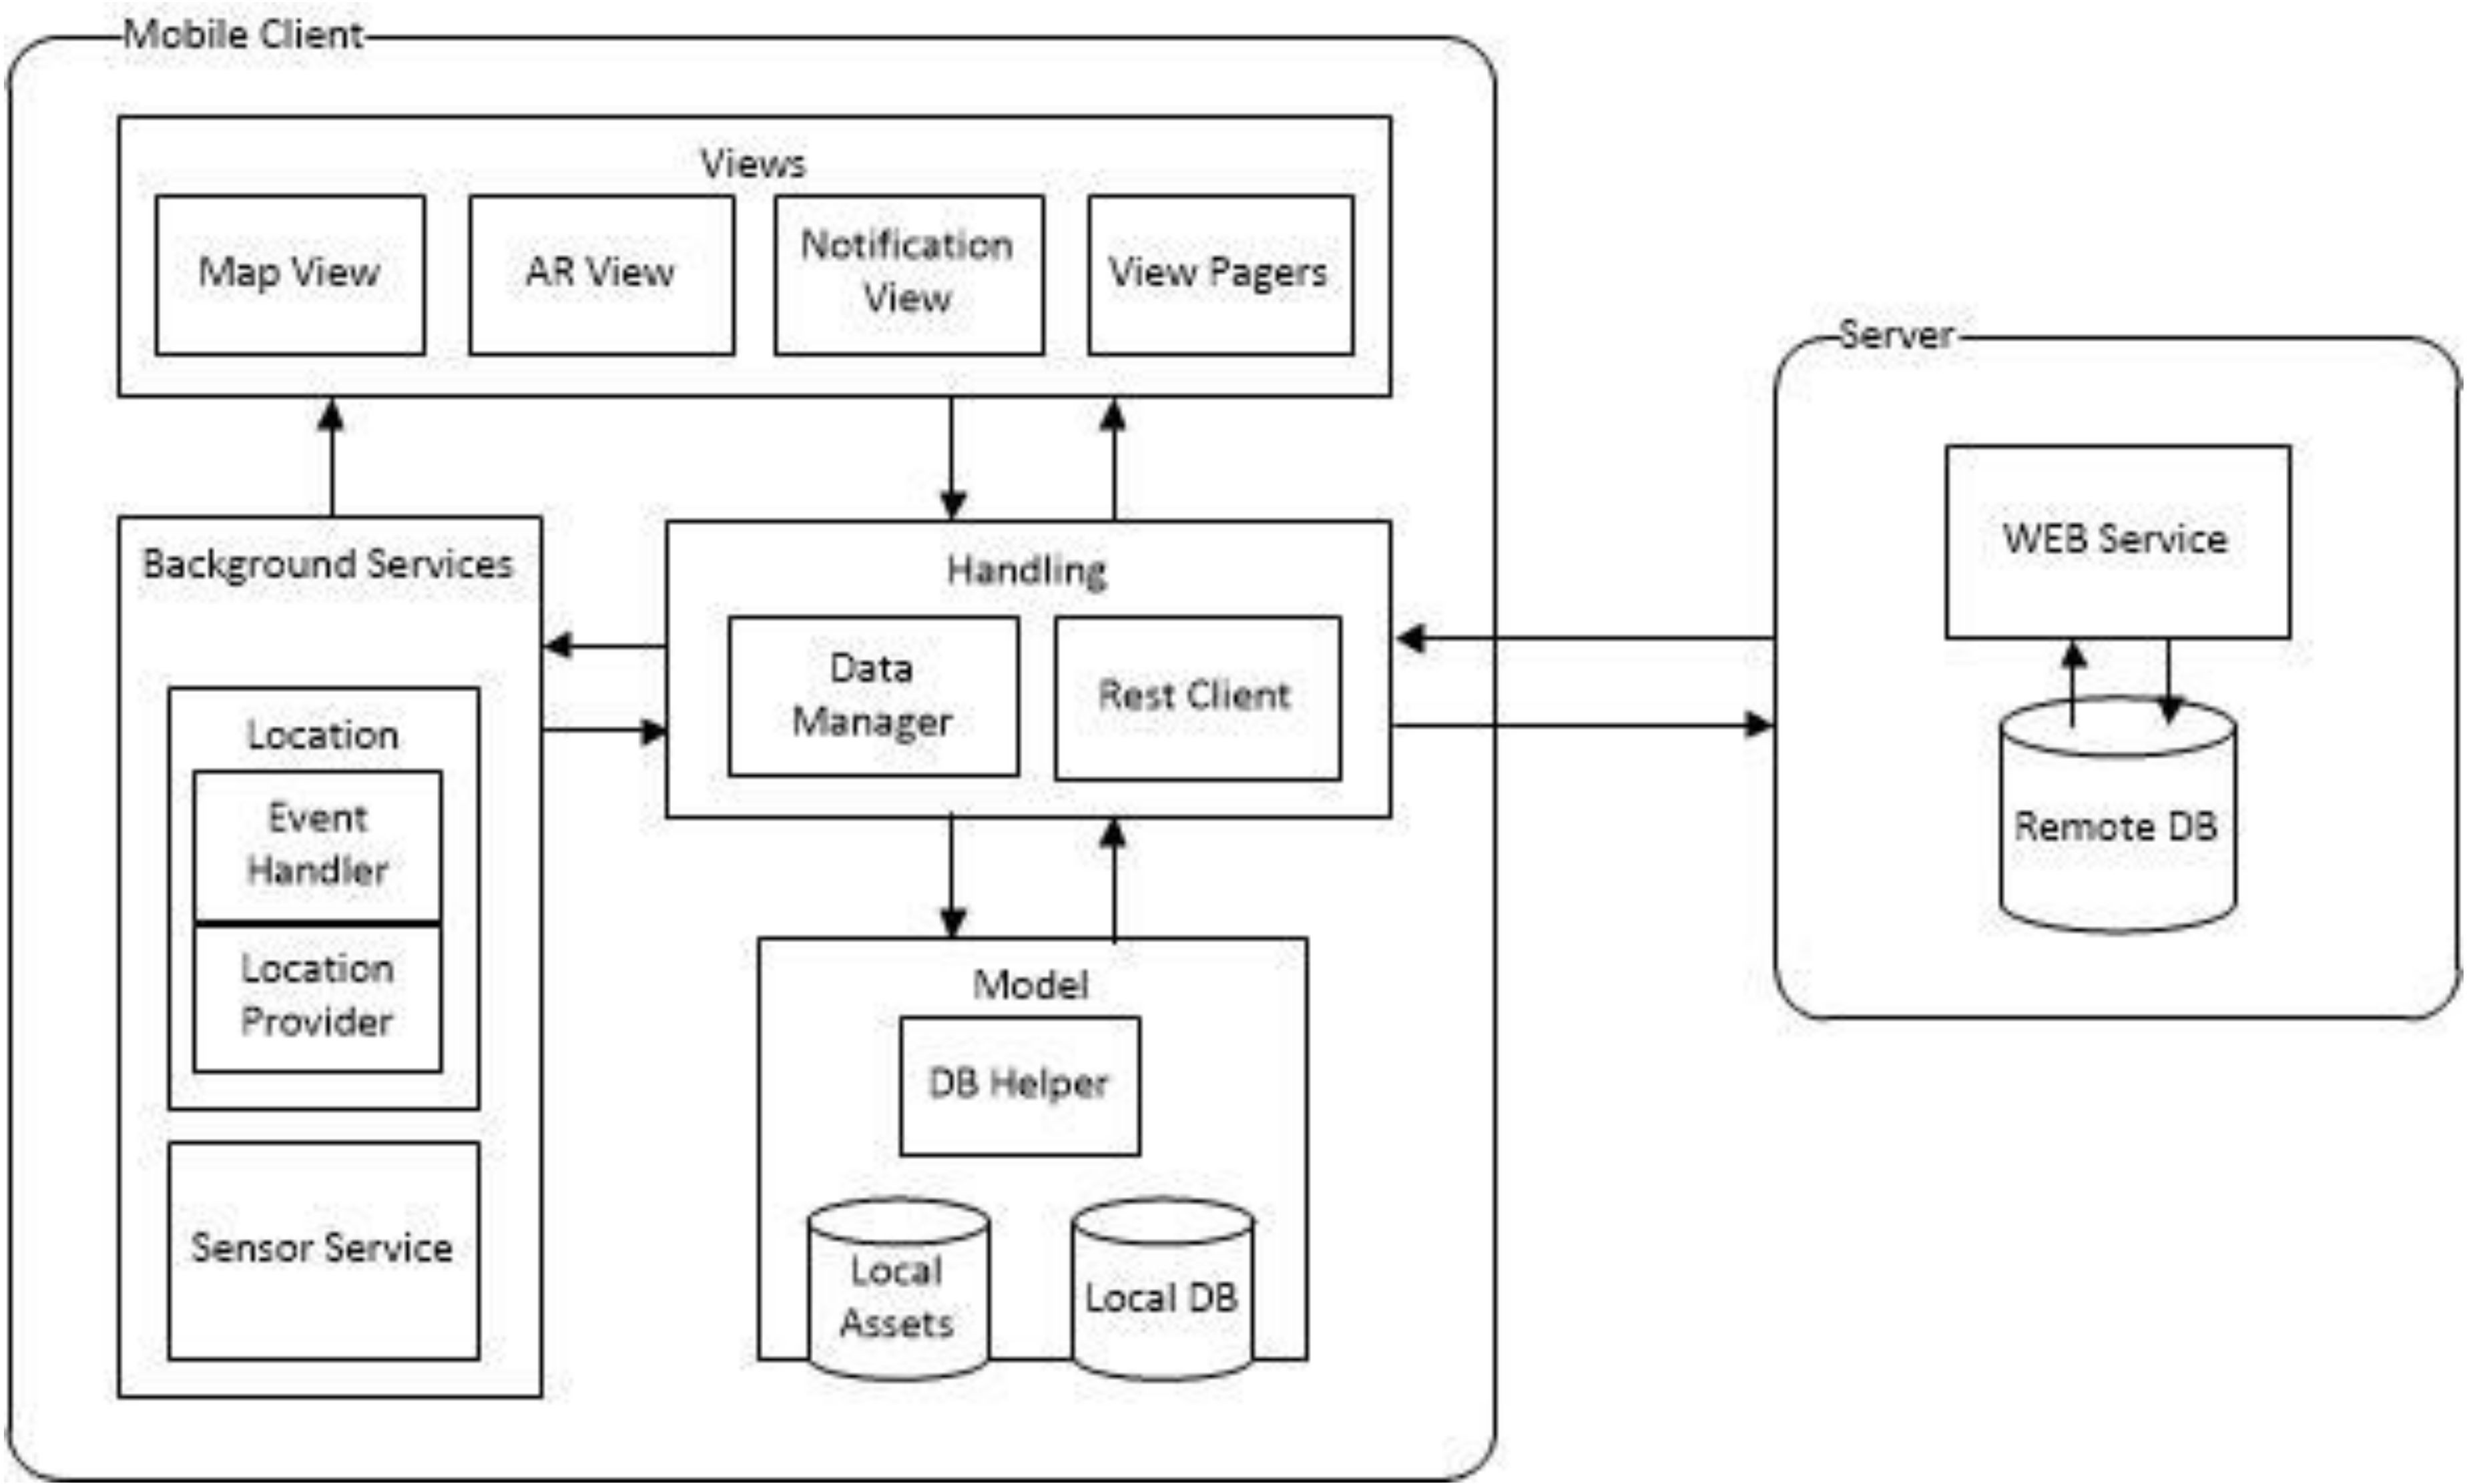 Mobile Client
Views
Map View
AR View
Notification
View
View Pagers
Background Services
Location
Event
Handler
Location
Provider
Sensor Service
Handling
Data
Manager
Rest Client
Model
DB Helper
Local
Assets
Local DB
Server
WEB Service
Remote DB